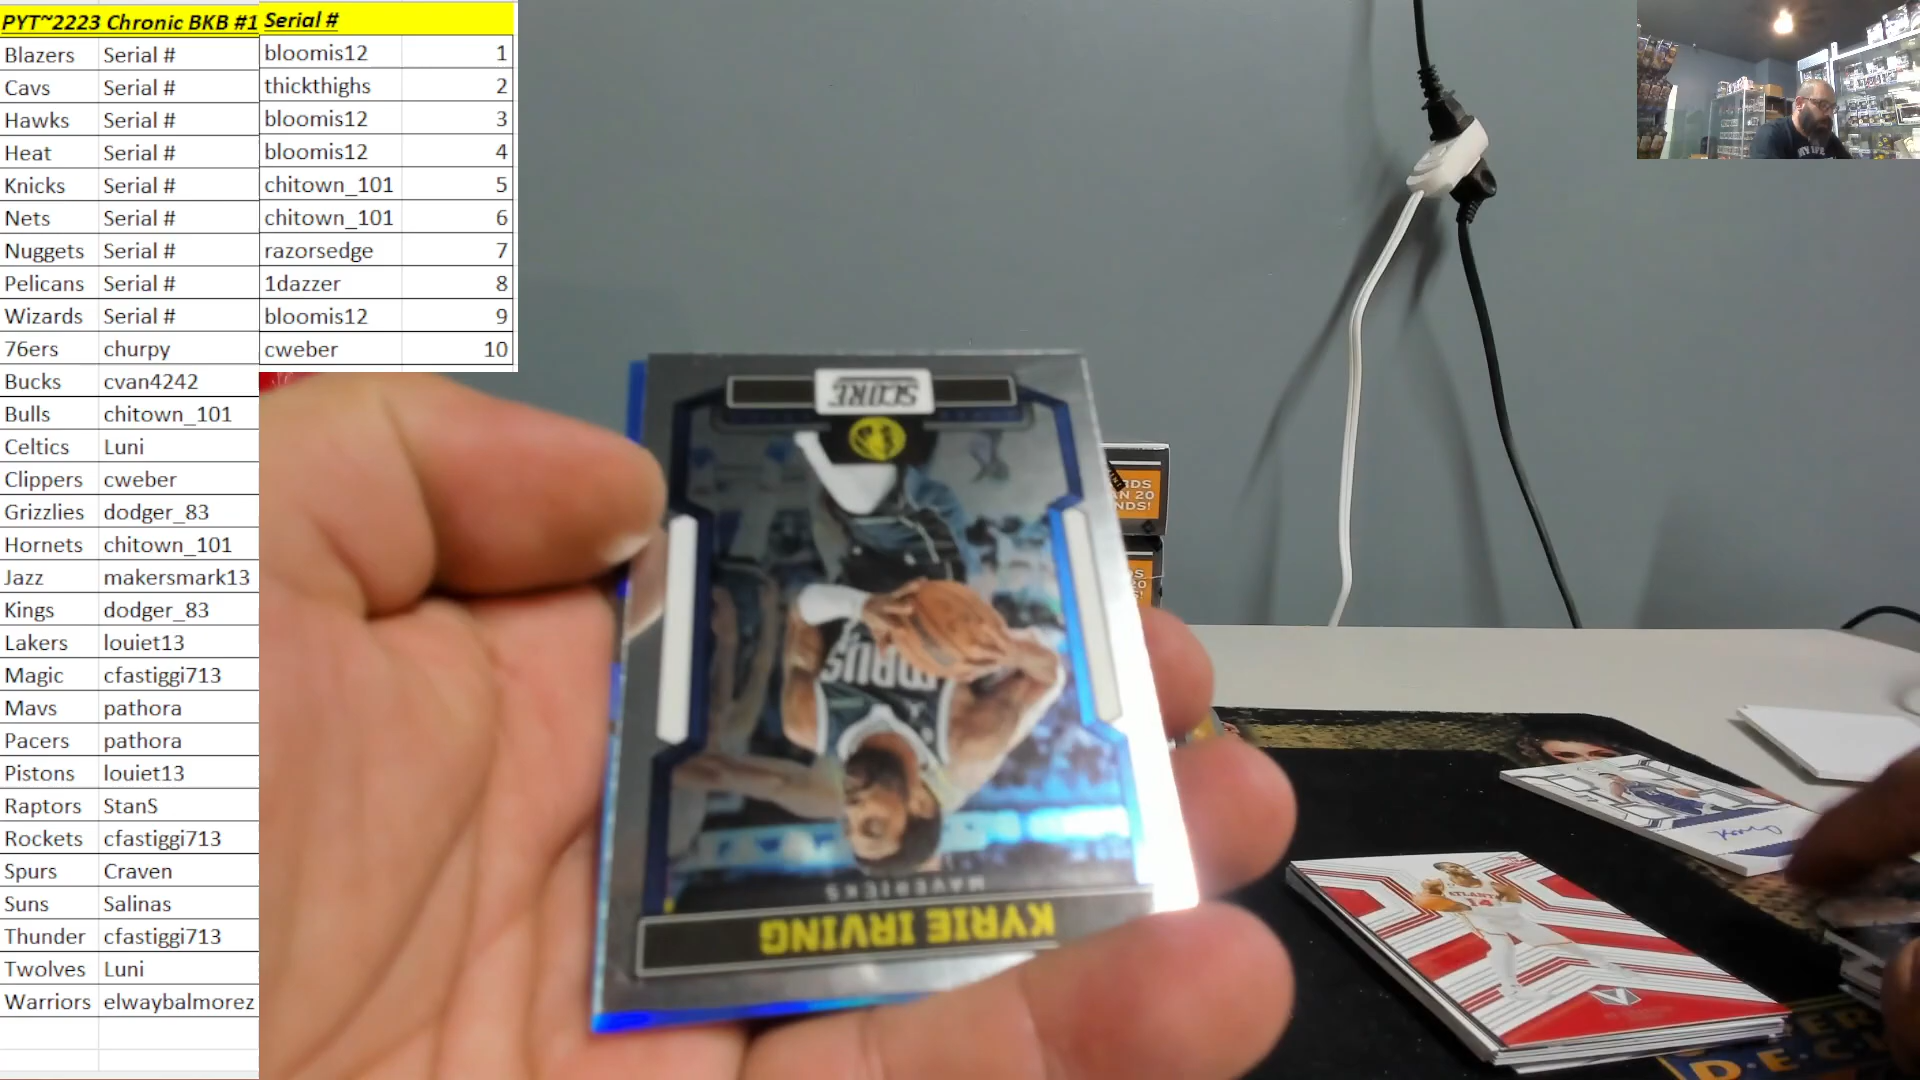 PYT~2223 Chronic BKB #1 Serial #
Blazers Serial # bloomis12 1
Cavs Serial # thickthighs 2
Hawks Serial # bloomis12 3
Heat Serial # bloomis12 4
Knicks Serial # chitown_101 5
Nets Serial # chitown_101 6
Nuggets Serial # razorsedge 7
Pelicans Serial # 1dazzer 8
Wizards Serial # bloomis12 9
76ers churpy cweber 10
Bucks cvan4242
Bulls chitown_101
Celtics Luni
Clippers cweber
Grizzlies dodger_83
Hornets chitown_101
Jazz makersmark13
Kings dodger_83
Lakers louiet13
Magic cfastiggi713
Mavs pathora
Pacers pathora
Pistons louiet13
Raptors StanS
Rockets cfastiggi713
Spurs Craven
Suns Salinas
Thunder cfastiggi713
Twolves Luni
Warriors elwaybalmorez
SCORE
MAVERICKS
KYRIE IRVING
ATLANTA
14